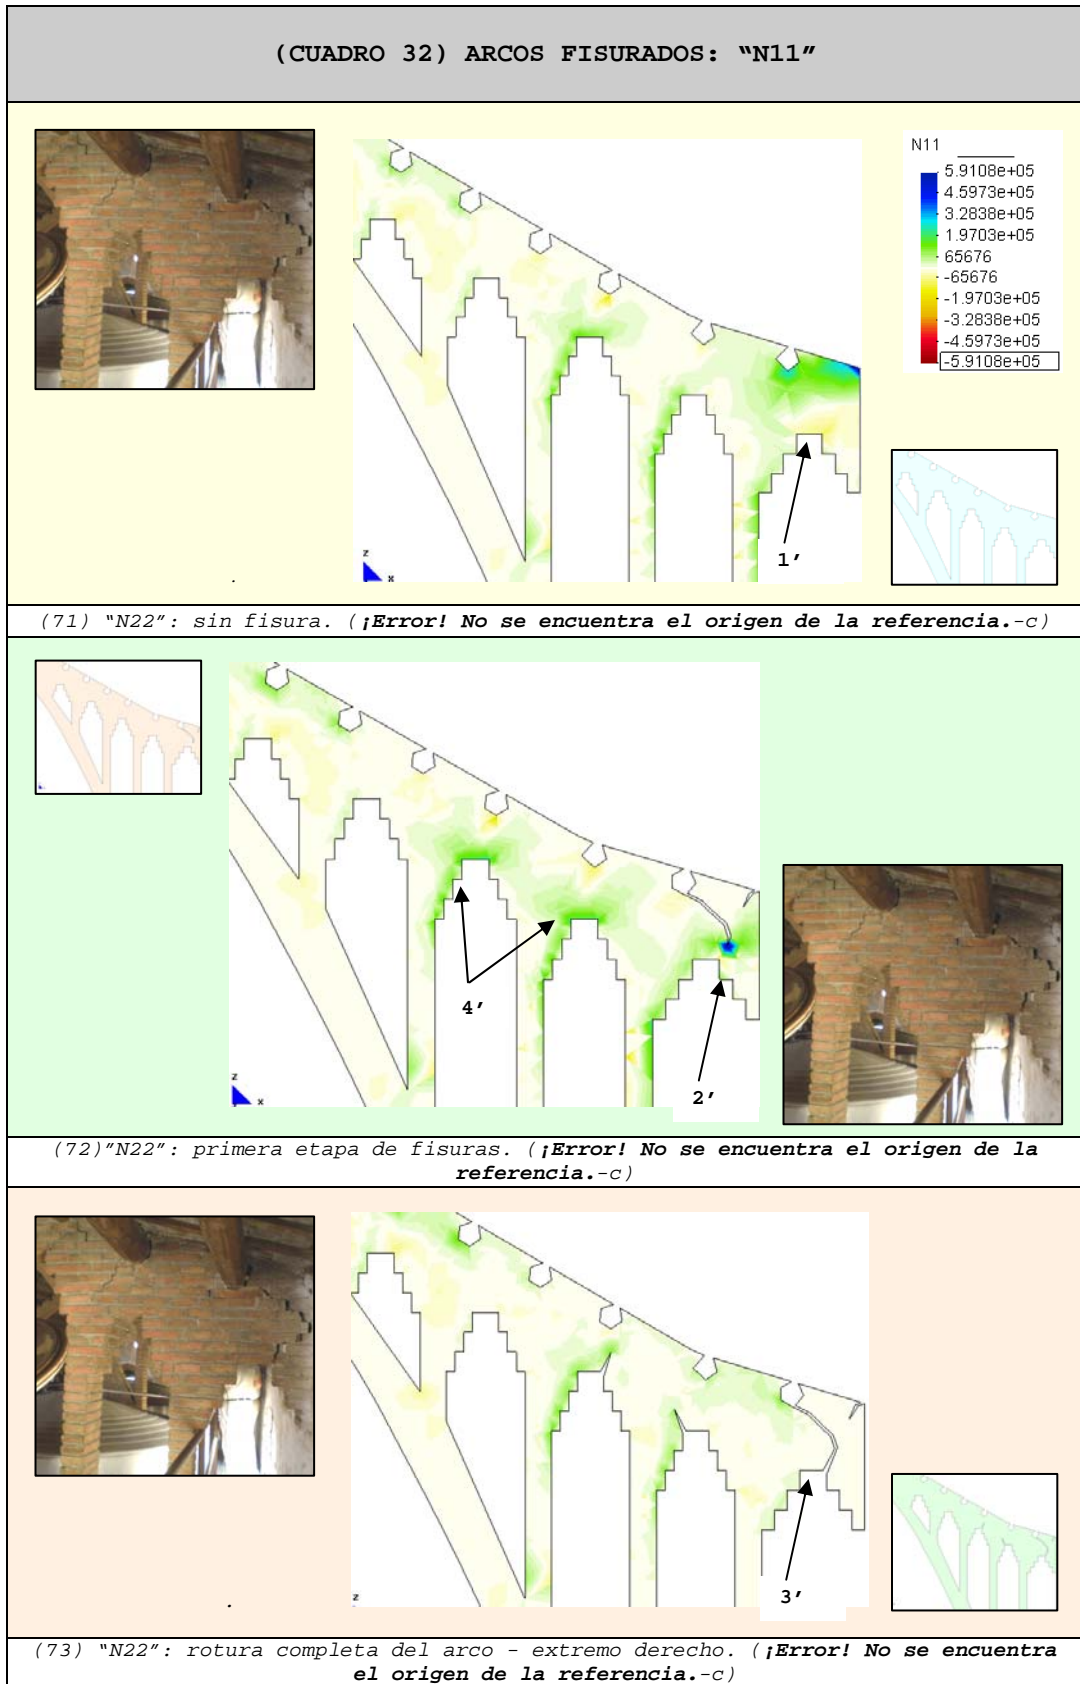 (CUADRO 32) ARCOS FISURADOS: “N11”
N11
5.9108e+05
4.5973e+05
3.2838e+05
1.9703e+05
65676
-65676
-1.9703e+05
-3.2838e+05
-4.5973e+05
-5.9108e+05
1’
z
x
.
(71) “N22”: sin fisura. (¡Error! No se encuentra el origen de la referencia.-c)
4’
2’
z
x
(72)”N22”: primera etapa de fisuras. (¡Error! No se encuentra el origen de la
referencia.-c)
3’
z
.
(73) “N22”: rotura completa del arco - extremo derecho. (¡Error! No se encuentra
el origen de la referencia.-c)